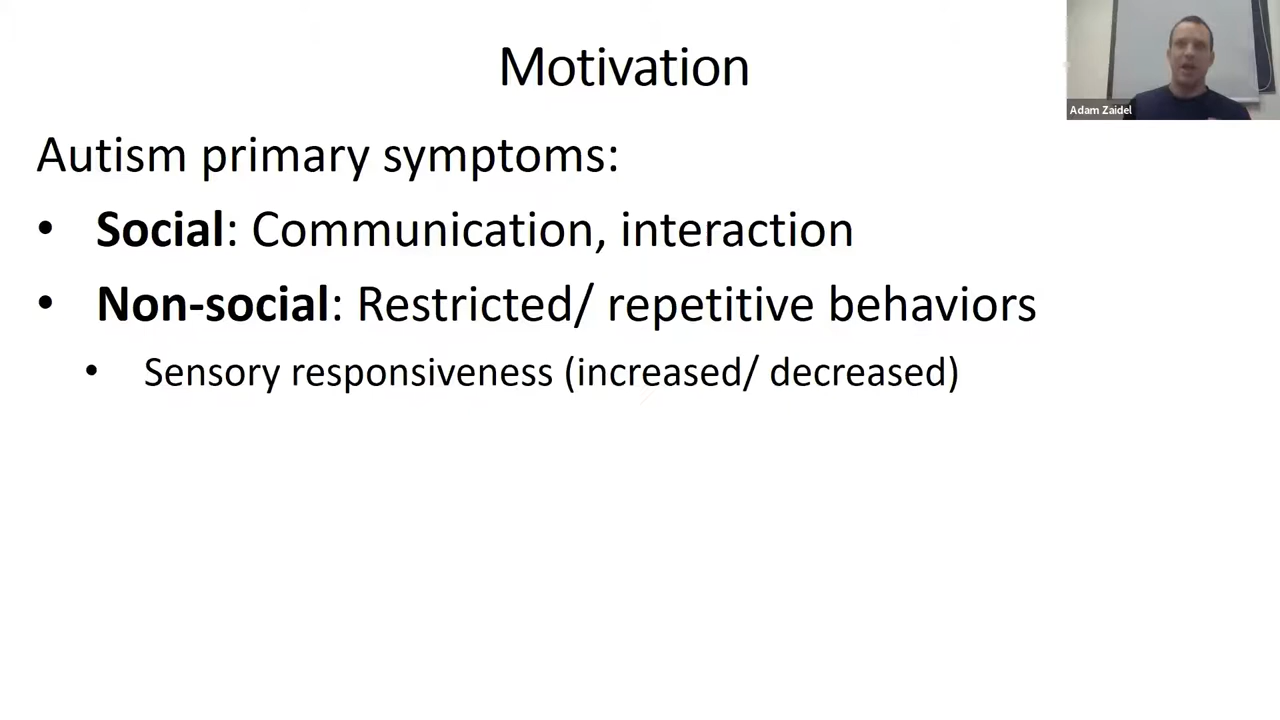 Motivation
Adam Zaidel
Autism primary symptoms:
• Social: Communication, interaction
• Non-social: Restricted/ repetitive behaviors
• Sensory responsiveness (increased/ decreased)